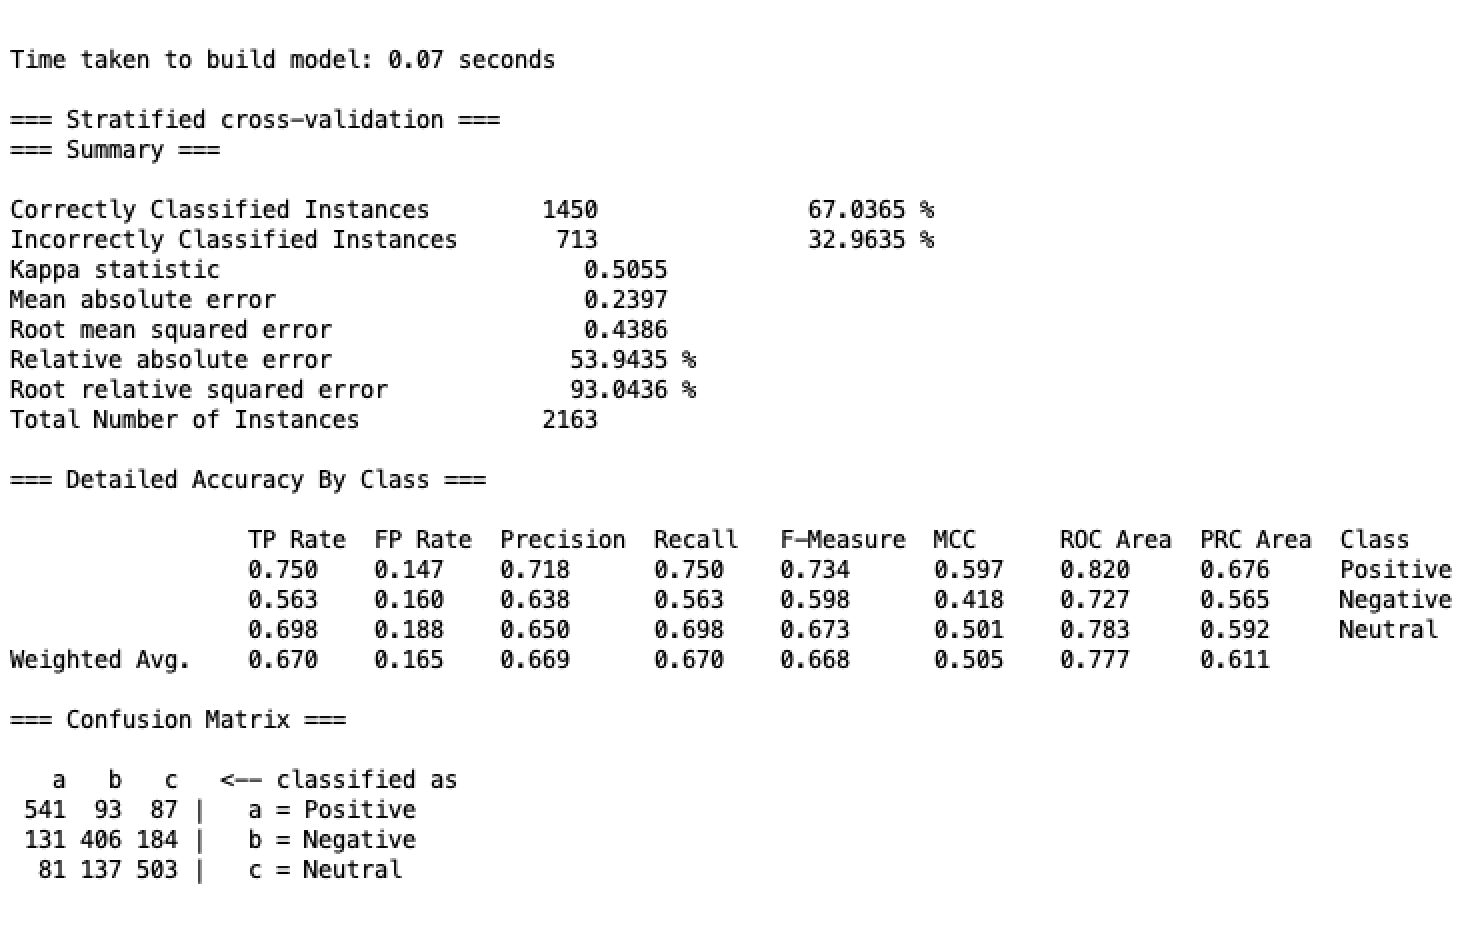 Time taken to build model: 0.07 seconds
=== Stratified cross-validation ===
=== Summary ===
Correctly Classified Instances        1450               67.0365 %
Incorrectly Classified Instances       713               32.9635 %
Kappa statistic                          0.5055
Mean absolute error                      0.2397
Root mean squared error                  0.4386
Relative absolute error                 53.9435 %
Root relative squared error             93.0436 %
Total Number of Instances             2163
=== Detailed Accuracy By Class ===
                 TP Rate  FP Rate  Precision  Recall   F-Measure  MCC      ROC Area  PRC Area  Class
                 0.750    0.147    0.718      0.750    0.734      0.597    0.820     0.676     Positive
                 0.563    0.160    0.638      0.563    0.598      0.418    0.727     0.565     Negative
                 0.698    0.188    0.650      0.698    0.673      0.501    0.783     0.592     Neutral
Weighted Avg.    0.670    0.165    0.669      0.670    0.668      0.505    0.777     0.611
=== Confusion Matrix ===
   a   b   c   <-- classified as
 541  93  87 |   a = Positive
 131 406 184 |   b = Negative
  81 137 503 |   c = Neutral